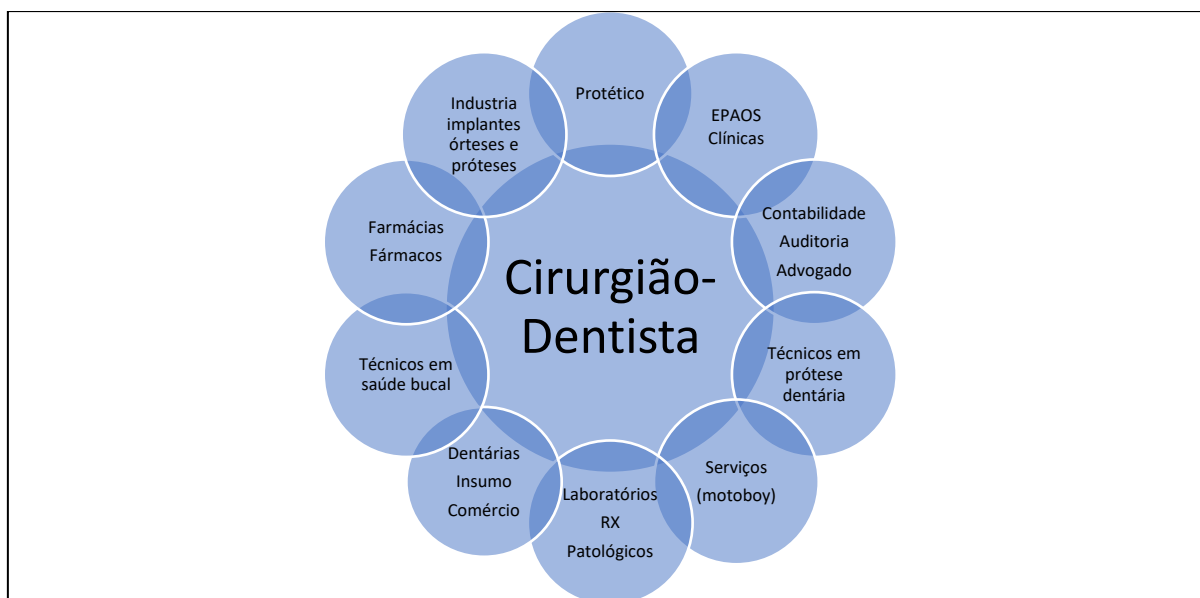 Protético
EPAOS
Clínicas
Contabilidade
Auditoria
Advogado
Técnicos em
prótese
dentária
Serviços
(motoboy)
Laboratórios
RX
Patológicos
Dentárias
Insumo
Comércio
Técnicos em
saúde bucal
Farmácias
Fármacos
Industria
implantes
órteses e
próteses
Cirurgião-
Dentista